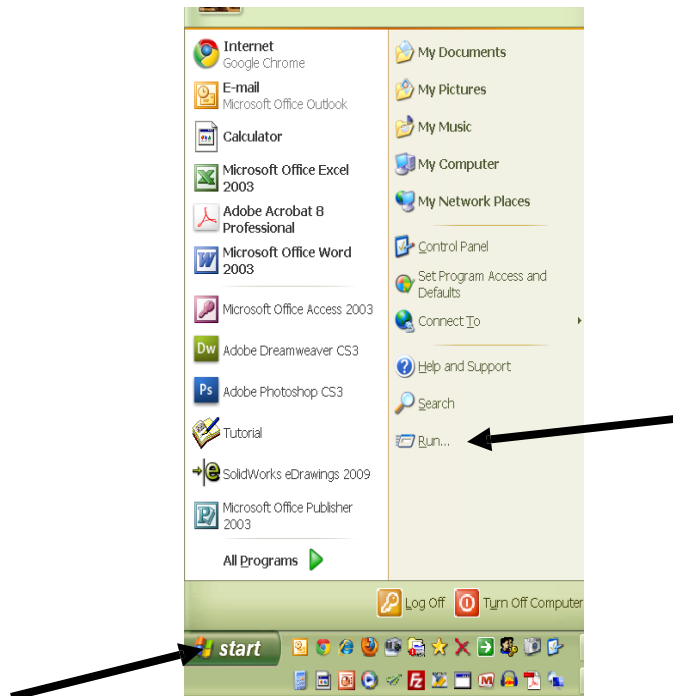 Internet
Google Chrome
E-mail
Microsoft Office Outlook
Calculator
Microsoft Office Excel
2003
Adobe Acrobat 8
Professional
Microsoft Office Word
2003
Microsoft Office Access 2003
Dw
Adobe Dreamweaver CS3
Ps
Adobe Photoshop CS3
Tutorial
SolidWorks eDrawings 2009
Microsoft Office Publisher
2003
All Programs
My Documents
My Pictures
My Music
My Computer
My Network Places
Control Panel
Set Program Access and
Defaults
Connect To
Help and Support
Search
Run...
Log Off
Turn Off Computer
start